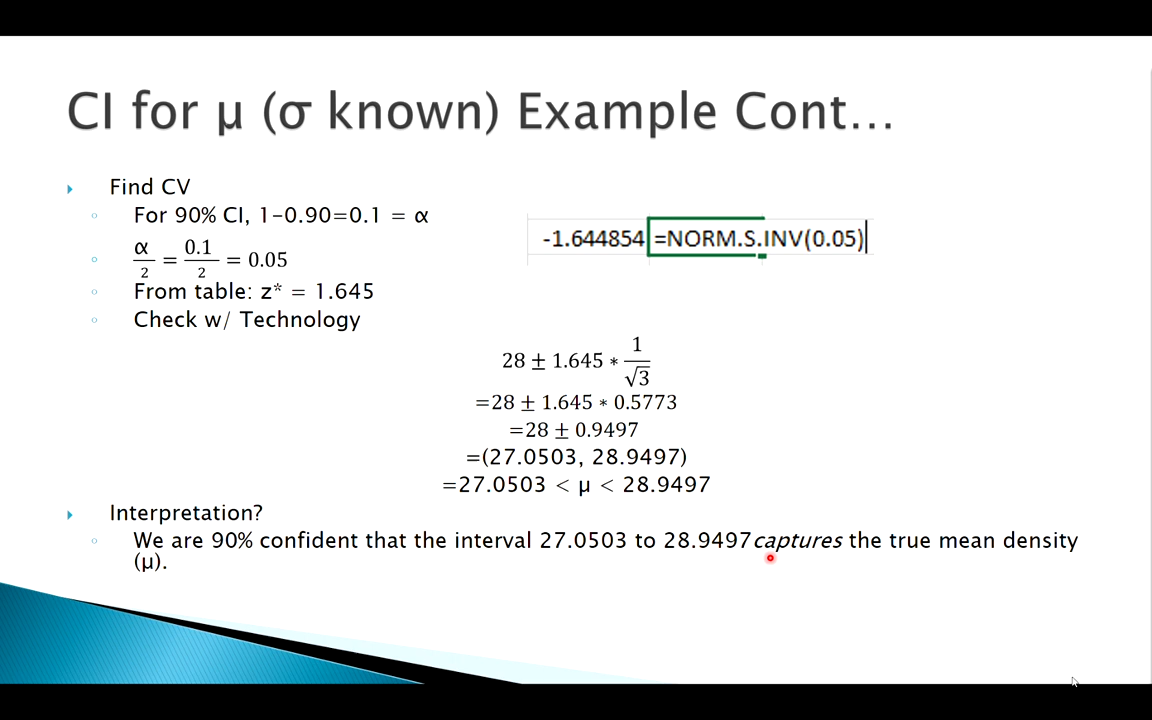 CI for μ (σ known) Example Cont…
Find CV
For 90% CI, 1-0.90=0.1 = α
α/2 = 0.1/2 = 0.05
From table: z* = 1.645
Check w/ Technology
-1.644854 =NORM.S.INV(0.05)
28 ± 1.645 * 1/√3
=28 ± 1.645 * 0.5773
=28 ± 0.9497
=(27.0503, 28.9497)
=27.0503 < μ < 28.9497
Interpretation?
We are 90% confident that the interval 27.0503 to 28.9497captures the true mean density
(μ).